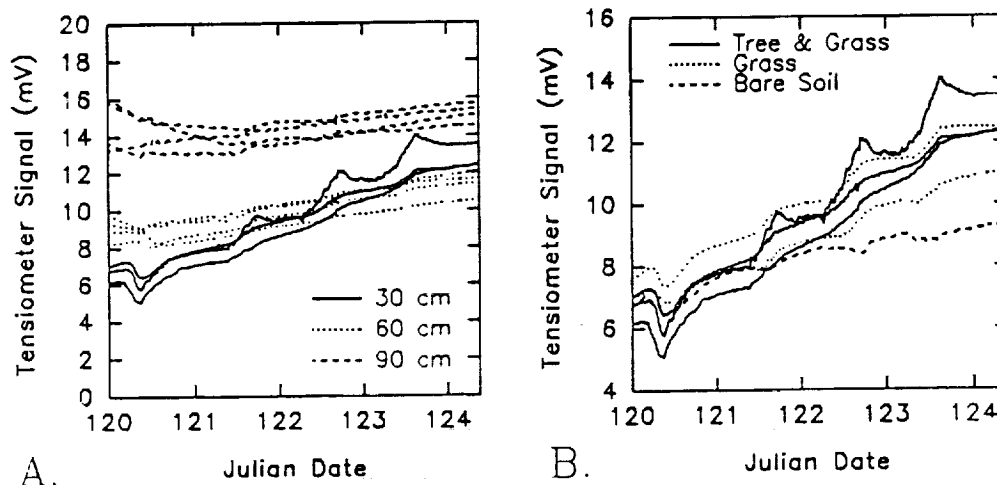 20
18
16
14
12
10
8
6
4
2
0
Tensiometer Signal (mV)
30 cm
60 cm
90 cm
120 121 122 123 124
Julian Date
A.
16
14
12
10
8
6
4
Tensiometer Signal (mV)
Tree & Grass
Grass
Bare Soil
120 121 122 123 124
Julian Date
B.